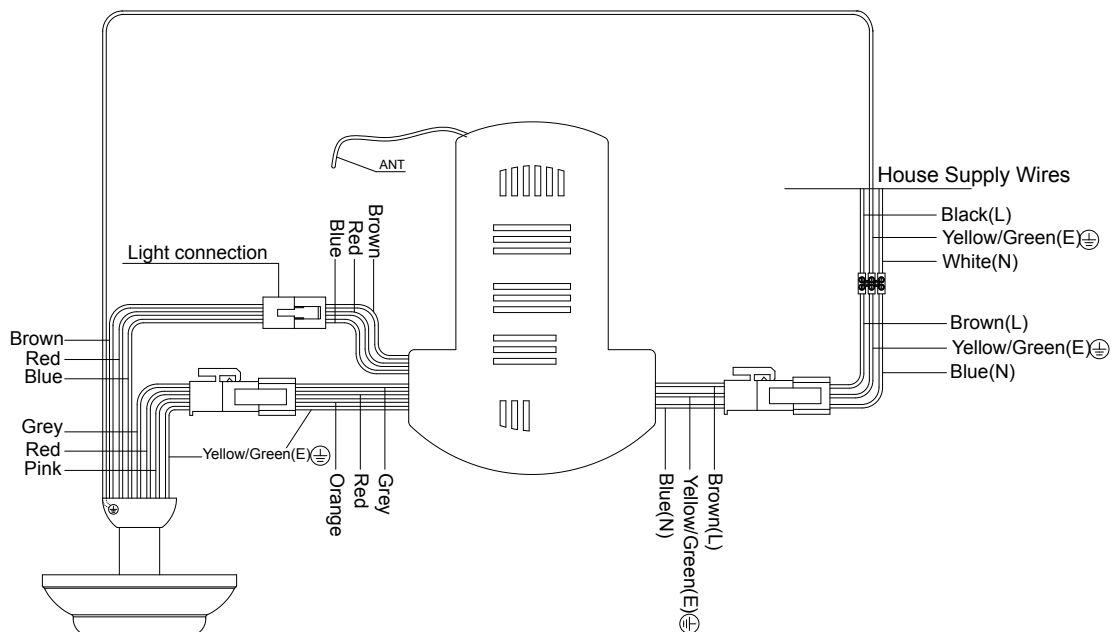 ANT
House Supply Wires
Black(L)
Yellow/Green(E)
White(N)
Brown
Red
Blue
Light connection
Brown(L)
Yellow/Green(E)
Blue(N)
Brown
Red
Blue
Grey
Red
Pink
Yellow/Green(E)
Orange
Red
Grey
Blue(N)
Yellow/Green(E)
Brown(L)